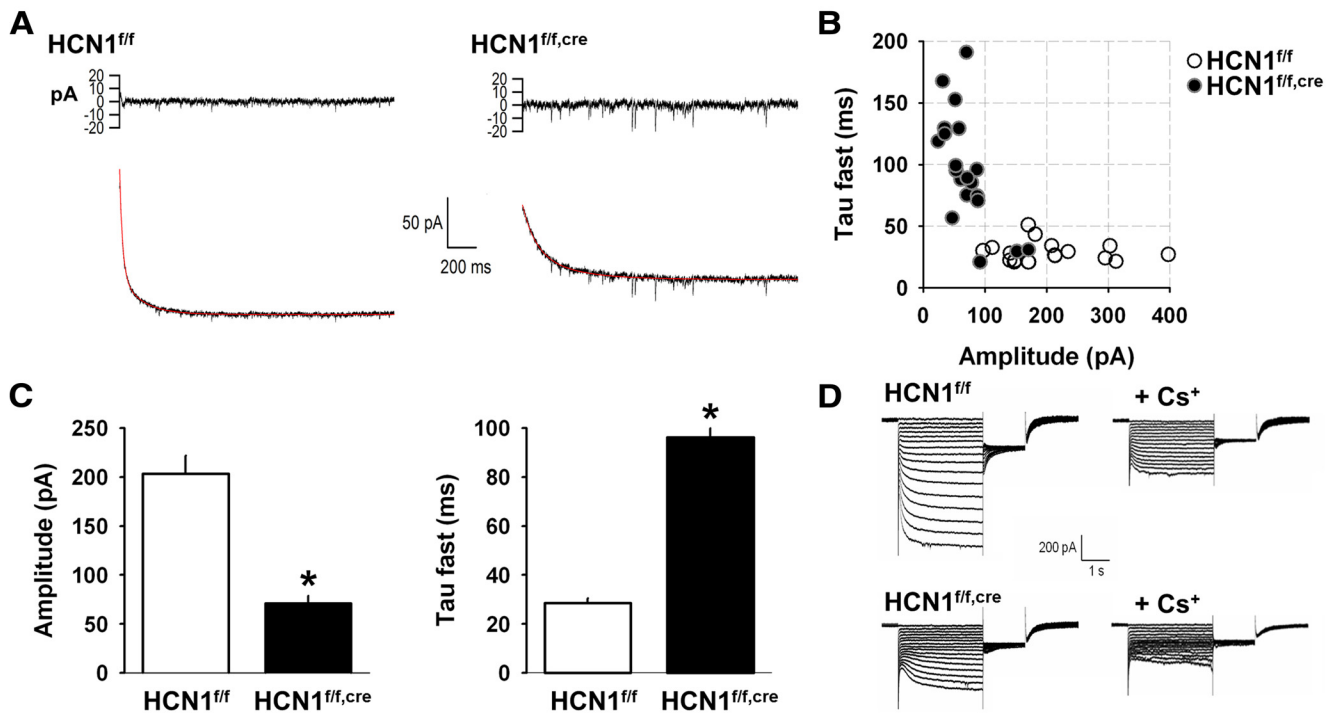 A
HCN1f/f
HCN1f/f,cre
20
10
0
-10
-20
pA
20
10
0
-10
-20
50 pA
200 ms
B
200
150
100
50
0
Tau fast (ms)
0 100 200 300 400
Amplitude (pA)
HCN1f/f
HCN1f/f,cre
C
250
200
150
100
50
0
Amplitude (pA)
*
HCN1f/f HCN1f/f,cre
100
80
60
40
20
0
Tau fast (ms)
*
HCN1f/f HCN1f/f,cre
D
HCN1f/f
+ Cs+
200 pA
1 s
HCN1f/f,cre
+ Cs+